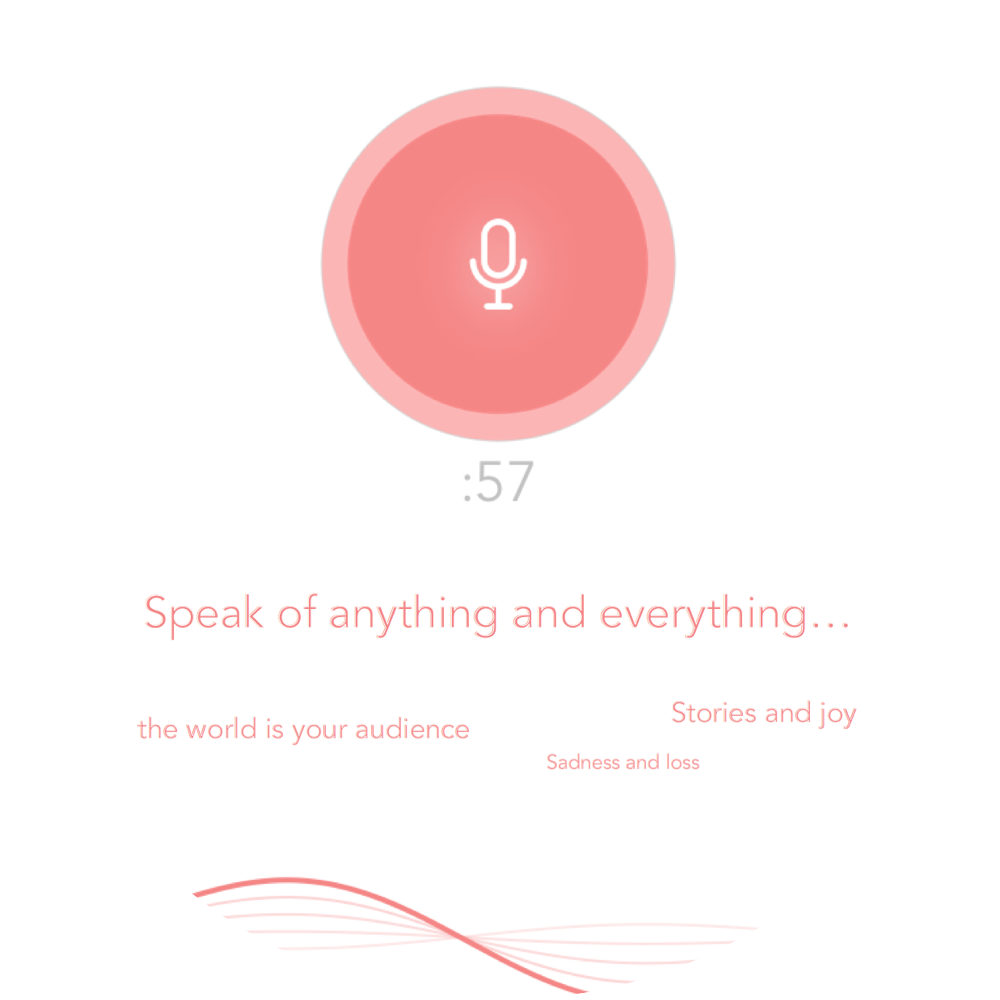 :57
Speak of anything and everything...
Stories and joy
the world is your audience
Sadness and loss